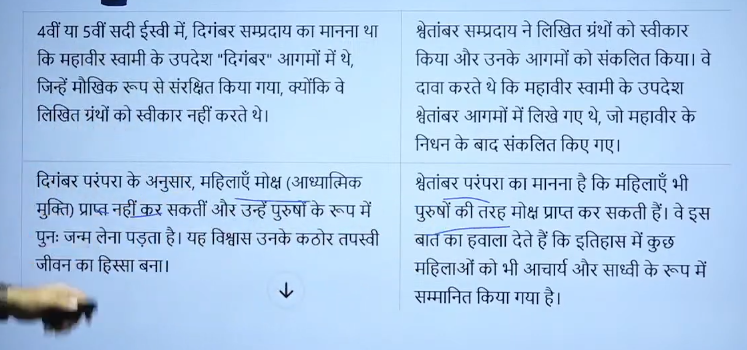 4वीं या 5वीं सदी ईस्वी में, दिगंबर सम्प्रदाय का मानना था
कि महावीर स्वामी के उपदेश "दिगंबर" आगमों में थे,
जिन्हें मौखिक रूप से संरक्षित किया गया, क्योंकि वे
लिखित ग्रंथों को स्वीकार नहीं करते थे।
श्वेतांबर सम्प्रदाय ने लिखित ग्रंथों को स्वीकार
किया और उनके आगमों को संकलित किया। वे
दावा करते थे कि महावीर स्वामी के उपदेश
श्वेतांबर आगमों में लिखे गए थे, जो महावीर के
निधन के बाद संकलित किए गए।
दिगंबर परंपरा के अनुसार, महिलाएँ मोक्ष (आध्यात्मिक
मुक्ति) प्राप्त नहीं कर सकतीं और उन्हें पुरुषों के रूप में
पुनः जन्म लेना पड़ता है। यह विश्वास उनके कठोर तपस्वी
जीवन का हिस्सा बना।
श्वेतांबर परंपरा का मानना है कि महिलाएँ भी
पुरुषों की तरह मोक्ष प्राप्त कर सकती हैं। वे इस
बात का हवाला देते हैं कि इतिहास में कुछ
महिलाओं को भी आचार्य और साध्वी के रूप में
सम्मानित किया गया है।